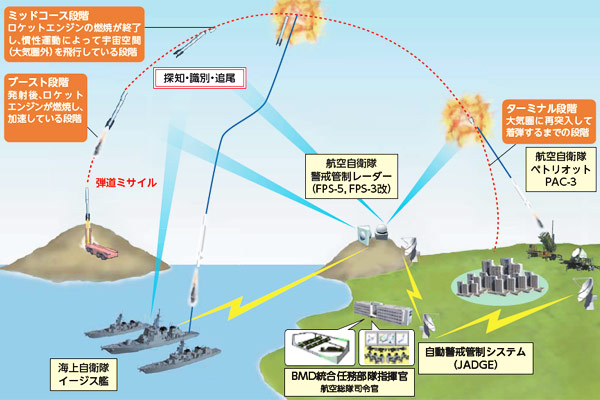 ミッドコース段階
ロケットエンジンの燃焼が終了
し、慣性運動によって宇宙空間
(大気圏外)を飛行している段階
探知・識別・追尾
ブースト段階
発射後、ロケット
エンジンが燃焼し、
加速している段階
ターミナル段階
大気圏に再突入して
着弾するまでの段階
航空自衛隊
警戒管制レーダー
(FPS-5, FPS-3改)
航空自衛隊
ペトリオット
PAC-3
弾道ミサイル
海上自衛隊
イージス艦
自動警戒管制システム
(JADGE)
BMD統合任務部隊指揮官
航空総隊司令官